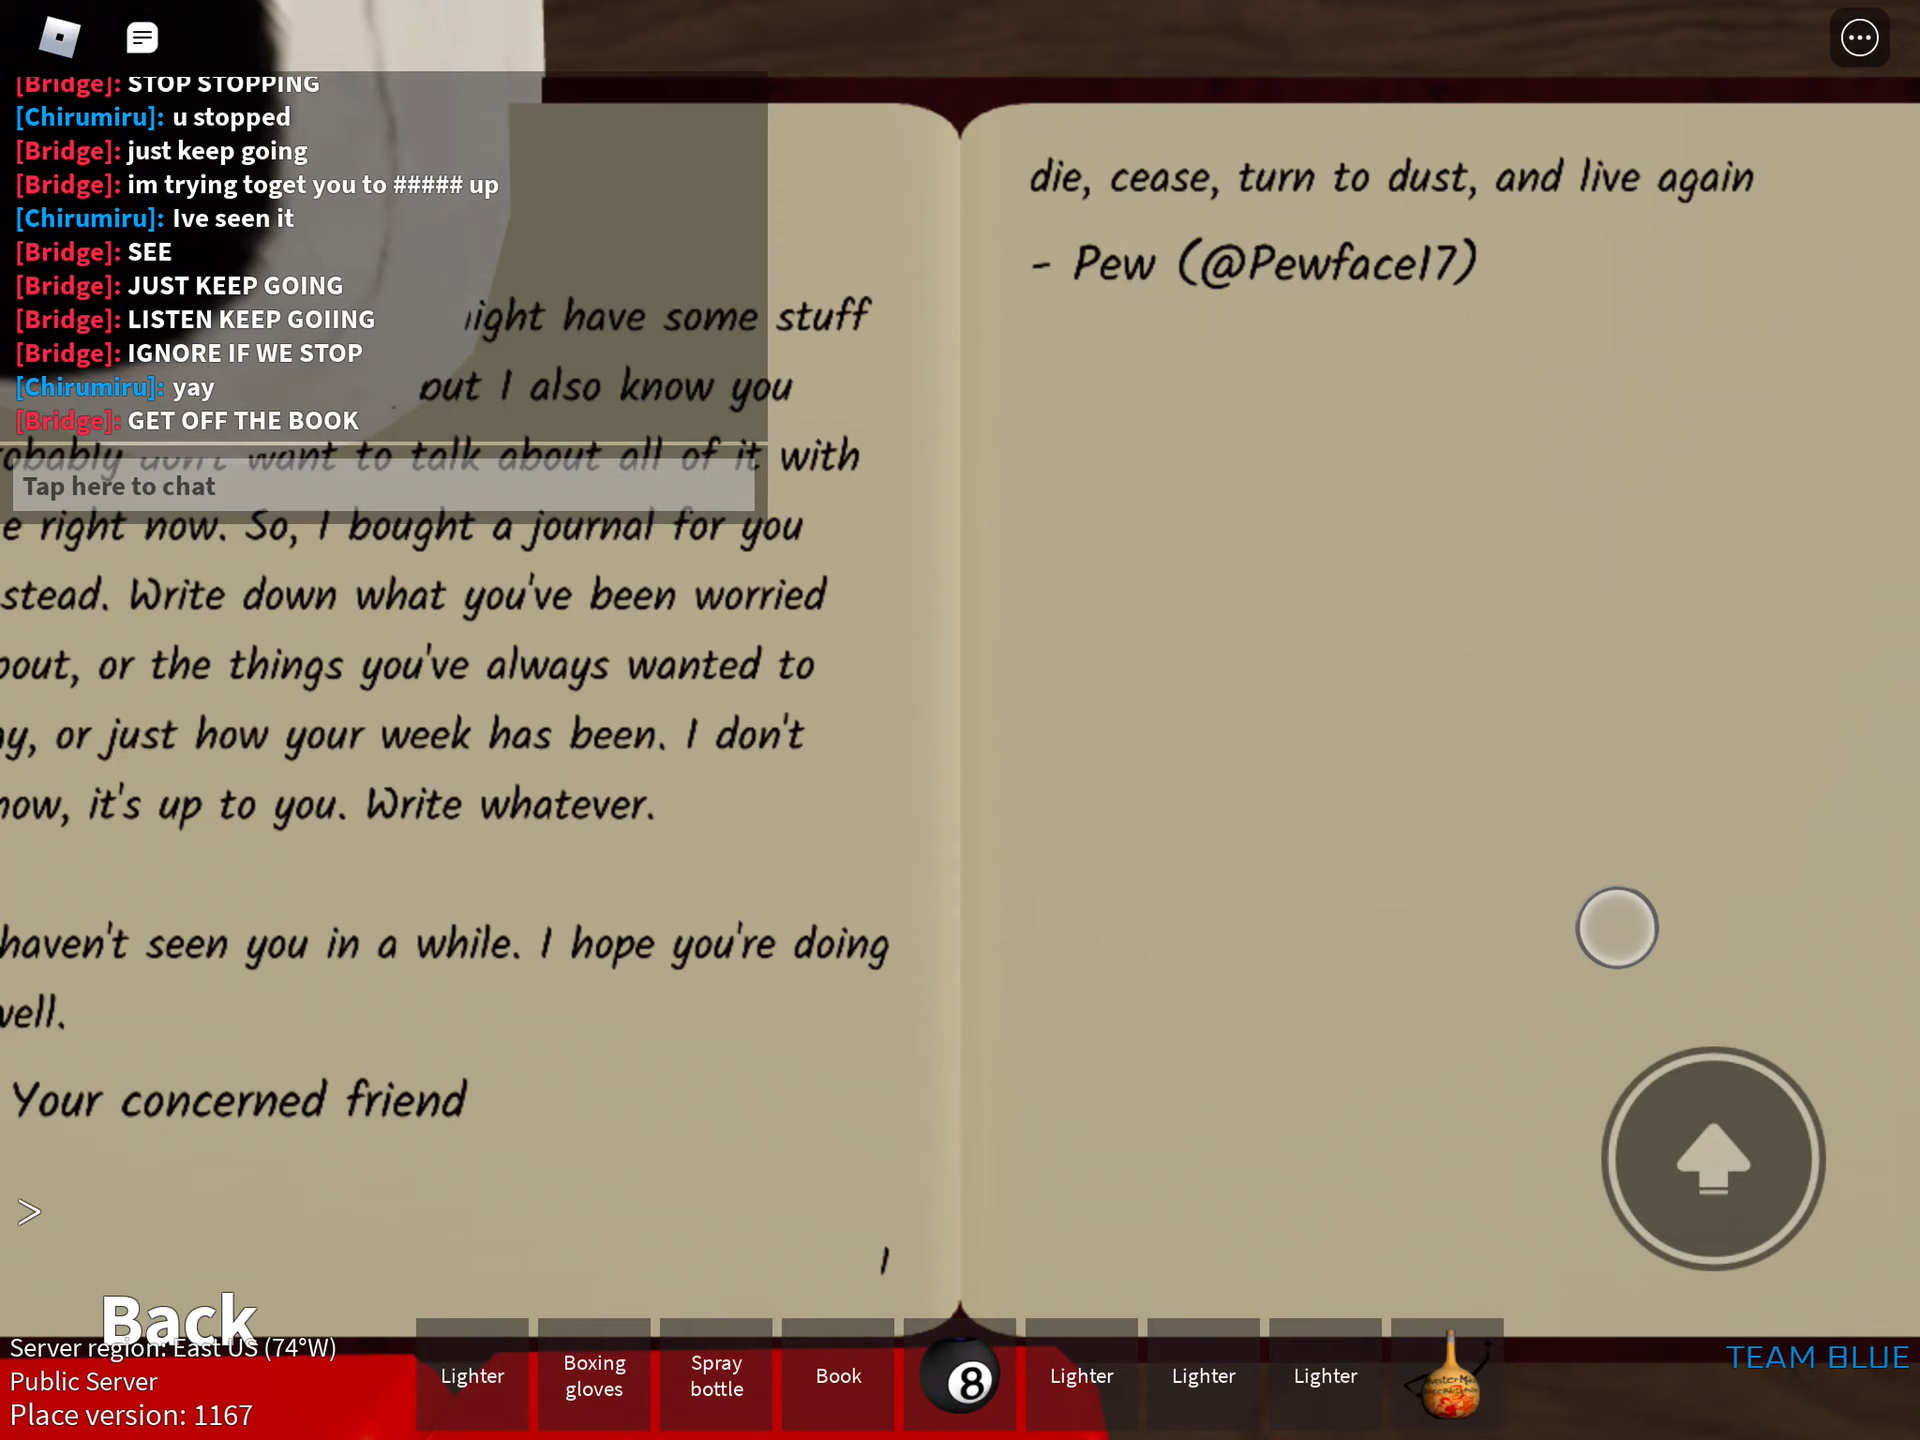 [Bridge]: STOP STOPPING
[Chirumiru]: u stopped
[Bridge]: just keep going
[Bridge]: im trying toget you to ##### up
[Chirumiru]: Ive seen it
[Bridge]: SEE
[Bridge]: JUST KEEP GOING
[Bridge]: LISTEN KEEP GOIING
[Bridge]: IGNORE IF WE STOP
[Chirumiru]: yay
[Bridge]: GET OFF THE BOOK
Tap here to chat
ight have some stuff
but I also know you
obably don't want to talk about all of it with
e right now. So, I bought a journal for you
stead. Write down what you've been worried
bout, or the things you've always wanted to
ay, or just how your week has been. I don't
now, it's up to you. Write whatever.
haven't seen you in a while. I hope you're doing
well.
Your concerned friend
>
1
die, cease, turn to dust, and live again
- Pew (@Pewface17)
Back
Server region: East US (74°W)
Public Server
Place version: 1167
Lighter
Boxing gloves
Spray bottle
Book
8
Lighter
Lighter
Lighter
TEAM BLUE